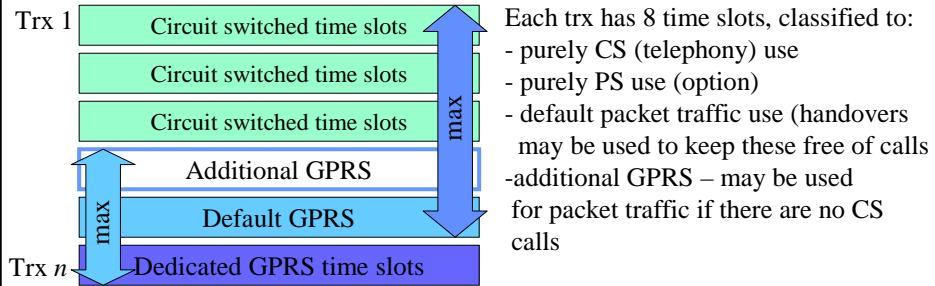 Trx 1
Circuit switched time slots
Circuit switched time slots
Circuit switched time slots
Additional GPRS
Default GPRS
Trx n
Dedicated GPRS time slots
max
max
Each trx has 8 time slots, classified to:
- purely CS (telephony) use
- purely PS use (option)
- default packet traffic use (handovers
may be used to keep these free of calls
-additional GPRS – may be used
for packet traffic if there are no CS
calls